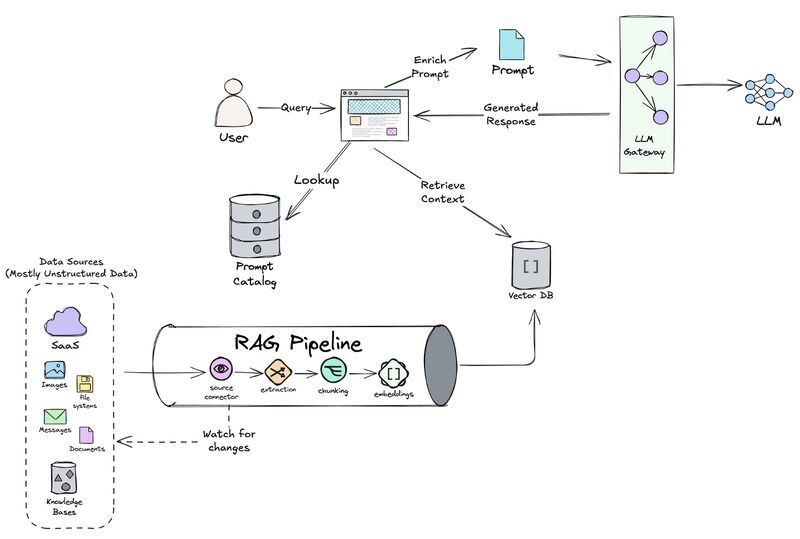 Enrich
Prompt
Prompt
Query
Generated
Response
User
LLM
Gateway
LLM
Lookup
Retrieve
Context
Prompt
Catalog
Data Sources
(Mostly Unstructured Data)
[ ]
Vector DB
SaaS
RAG Pipeline
Images
file
systems
source
connector
extraction
chunking
[ ]
embeddings
Messages
Documents
Watch for
changes
Knowledge
Bases